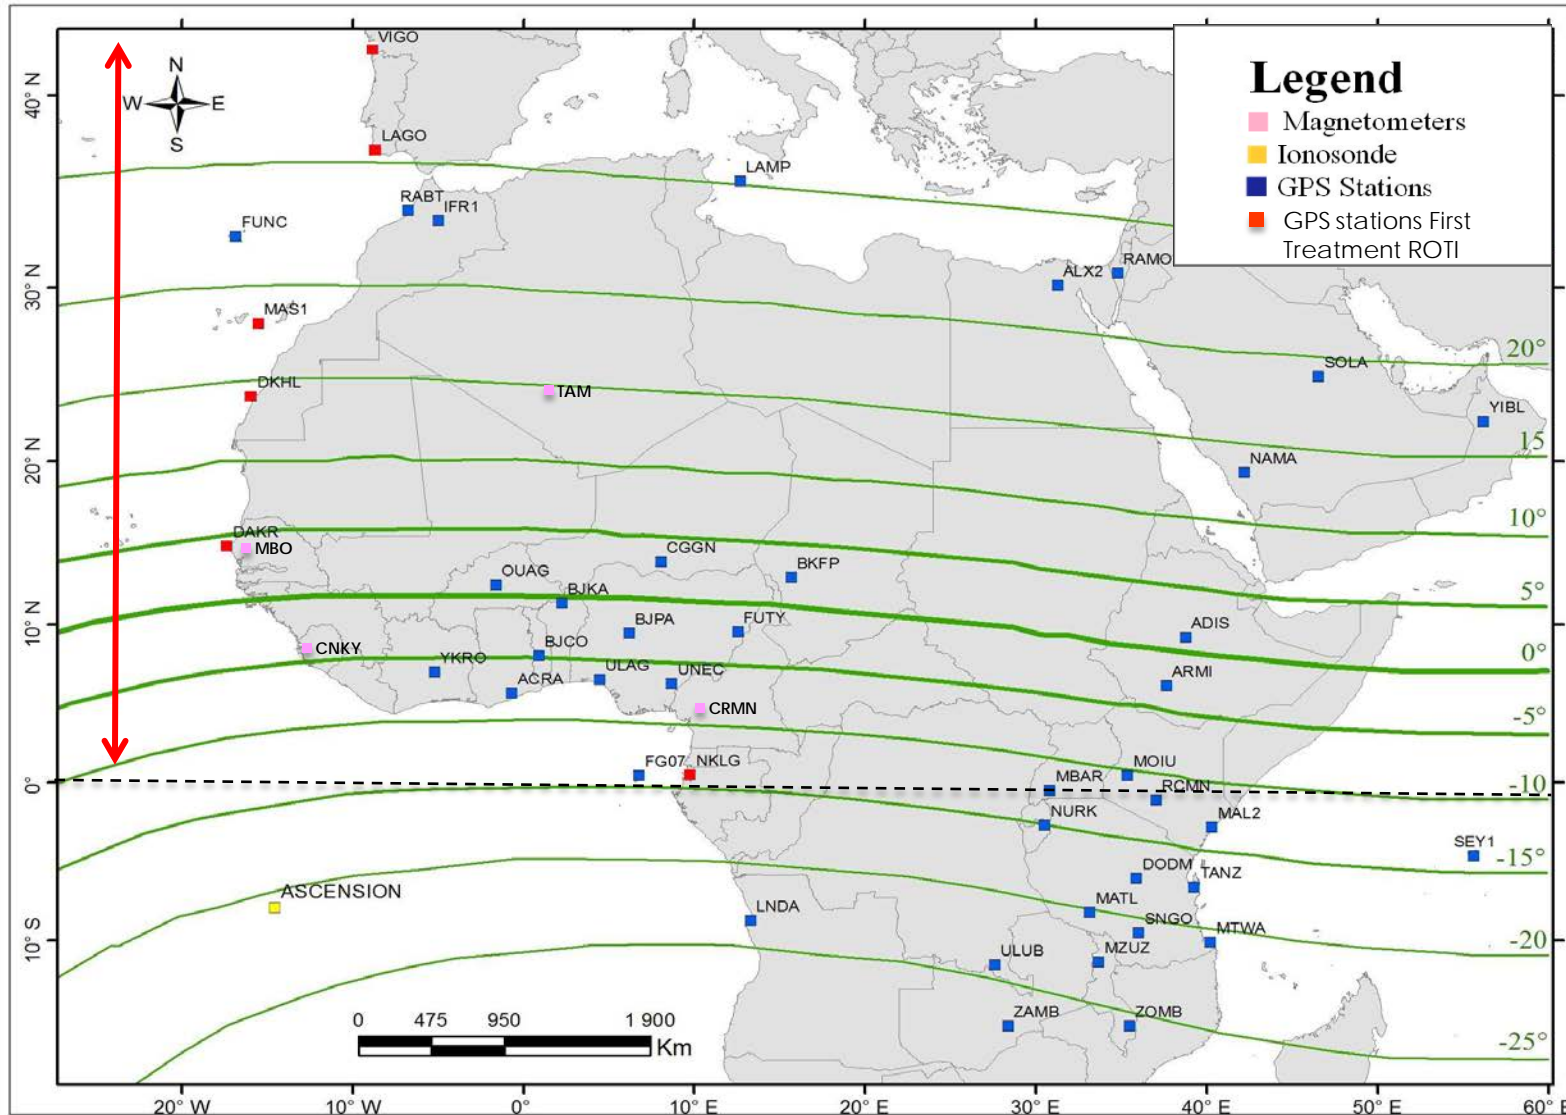 VIGO
N
W E
S
40° N
LAGO
Legend
Magnetometers
Ionosonde
GPS Stations
GPS stations First
Treatment ROTI
LAMP
RABT
IFR1
FUNC
30° N
ALX2
RAMO
MAS1
20°
SOLA
DKHL
TAM
YIBL
15
20° N
NAMA
10°
DAKR
MBO
CGGN
BKFP
OUAG
BJKA
5°
10° N
BJPA
FUTY
ADIS
CNKY
YKRO
BJCO
0°
ULAG
UNEC
ARMI
ACRA
CRMN
-5°
FG07
NKLG
MOIU
0°
MBAR
RCMN
-10
NURK
MAL2
SEY1
-15°
DODM
TANZ
ASCENSION
MATL
LNDA
SNGO
MTWA
-20
10°S
ULUB
MZUZ
ZAMB
ZOMB
0 475 950 1 900
Km
-25°
20° W 10° W 0° 10° E 20° E 30° E 40° E 50° E 60° E